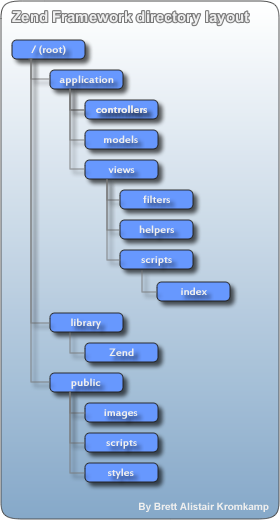 Zend Framework directory layout
/ (root)
application
controllers
models
views
filters
helpers
scripts
index
library
Zend
public
images
scripts
styles
By Brett Alistair Kromkamp